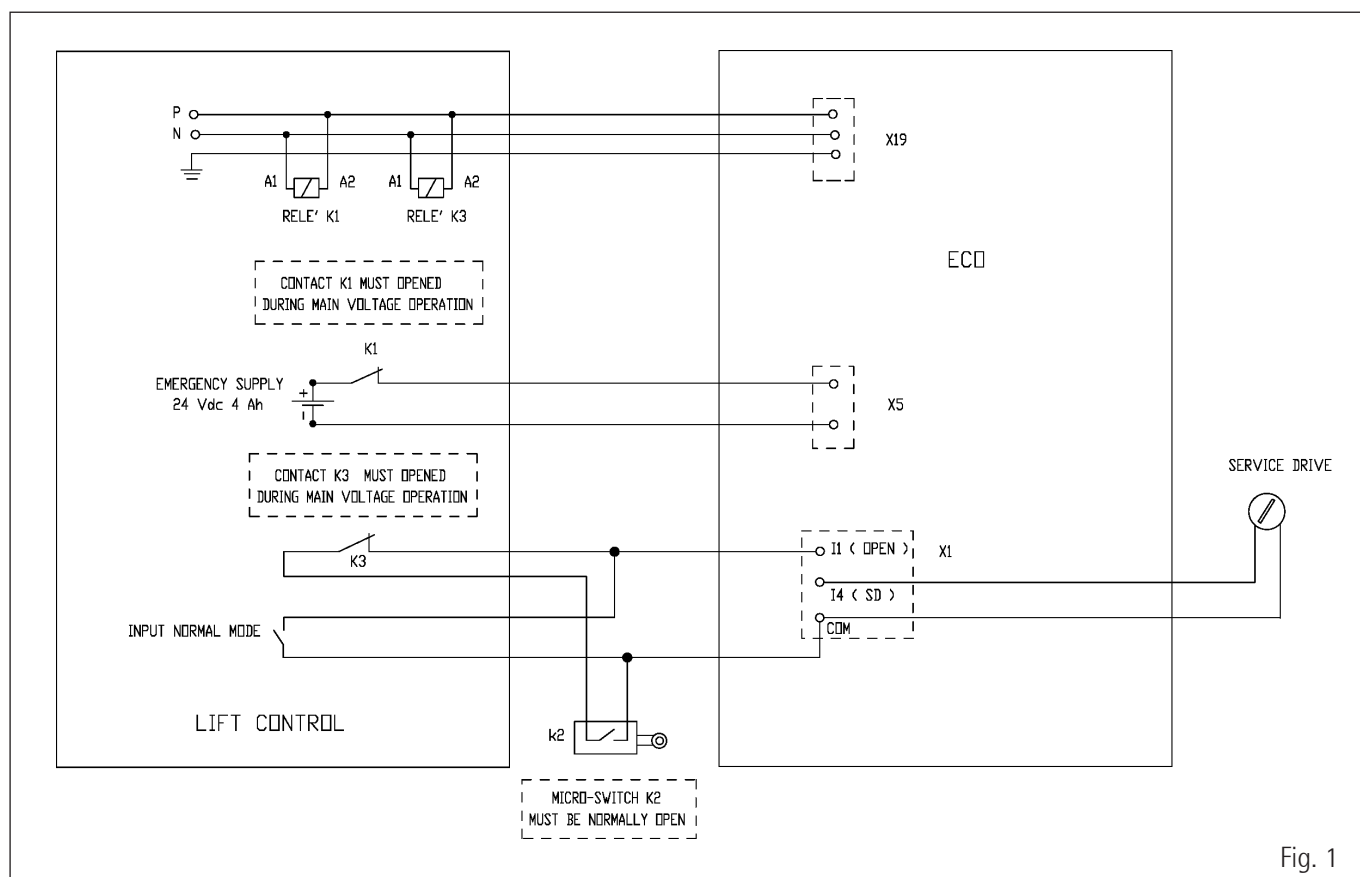 P
N
X19
A1 A2 A1 A2
RELE' K1 RELE' K3
ECO
CONTACT K1 MUST OPENED
DURING MAIN VOLTAGE OPERATION
K1
EMERGENCY SUPPLY
24 Vdc 4 Ah
+
-
X5
CONTACT K3 MUST OPENED
DURING MAIN VOLTAGE OPERATION
SERVICE DRIVE
K3
I1 ( OPEN ) X1
I4 ( SD )
COM
INPUT NORMAL MODE
LIFT CONTROL
k2
MICRO-SWITCH K2
MUST BE NORMALLY OPEN
Fig. 1